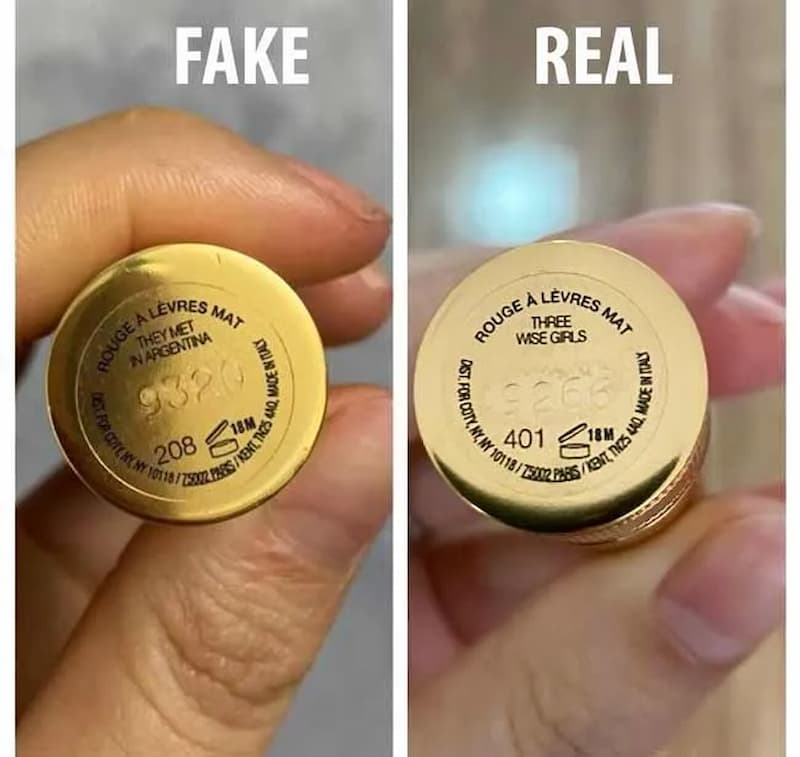 FAKE
ROUGE À LÈVRES MAT
THEY MET
IN ARGENTINA
9320
208
18M
DIST. FOR COTY, NY, NY 10118 / 75002 PARIS / KENT, TN25 4AQ, MADE IN ITALY
REAL
ROUGE À LÈVRES MAT
THREE
WISE GIRLS
9266
401
18M
DIST. FOR COTY, NY, NY 10118 / 75002 PARIS / KENT, TN25 4AQ, MADE IN ITALY